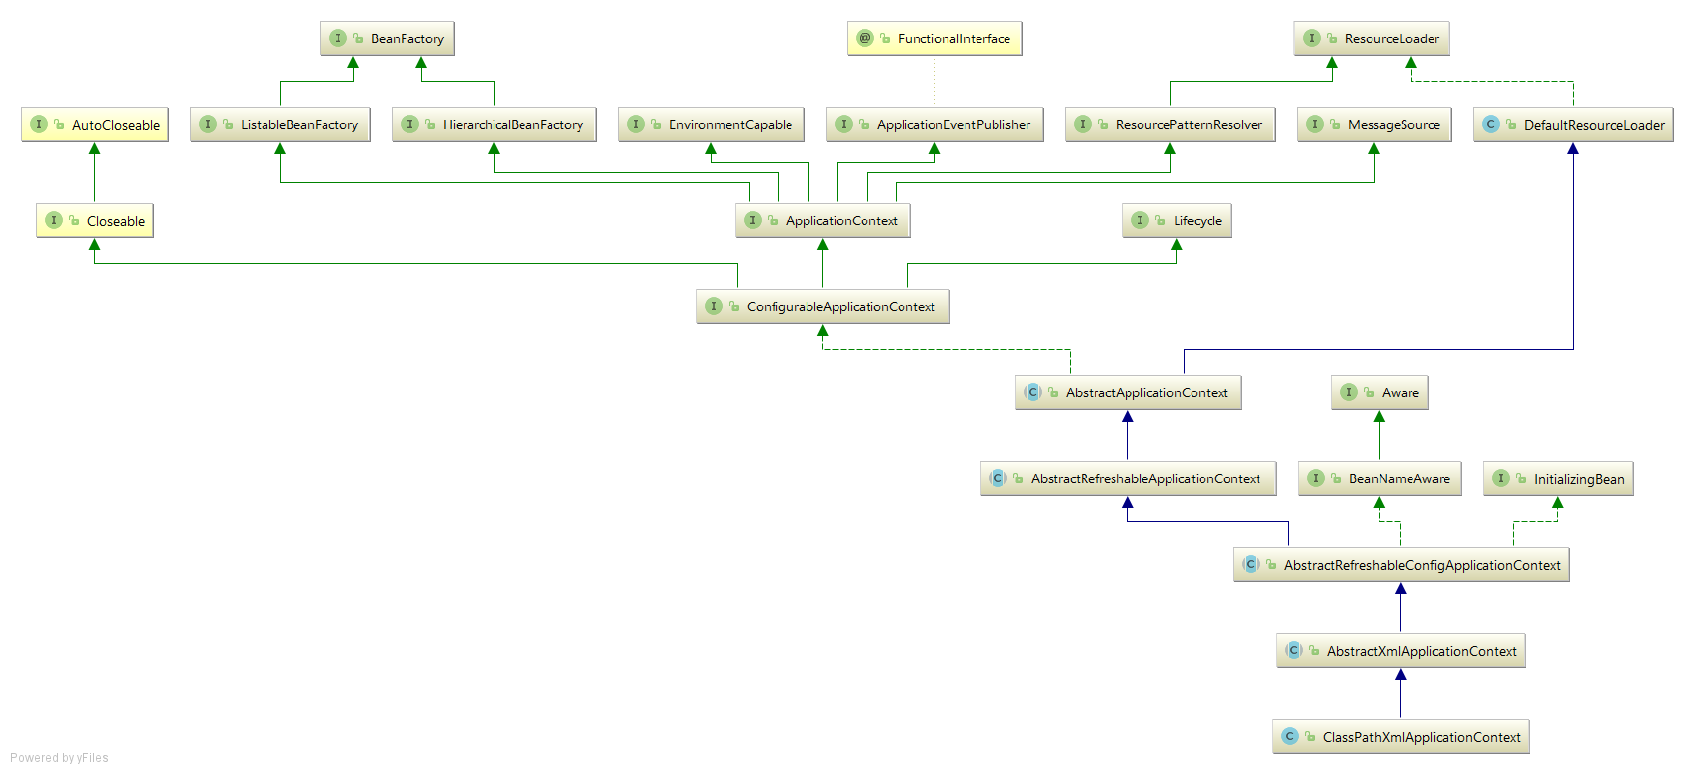 BeanFactory
FunctionalInterface
ResourceLoader
AutoCloseable
ListableBeanFactory
HierarchicalBeanFactory
EnvironmentCapable
ApplicationEventPublisher
ResourcePatternResolver
MessageSource
DefaultResourceLoader
Closeable
ApplicationContext
Lifecycle
ConfigurableApplicationContext
AbstractApplicationContext
Aware
AbstractRefreshableApplicationContext
BeanNameAware
InitializingBean
AbstractRefreshableConfigApplicationContext
AbstractXmlApplicationContext
ClassPathXmlApplicationContext
Powered by yFiles